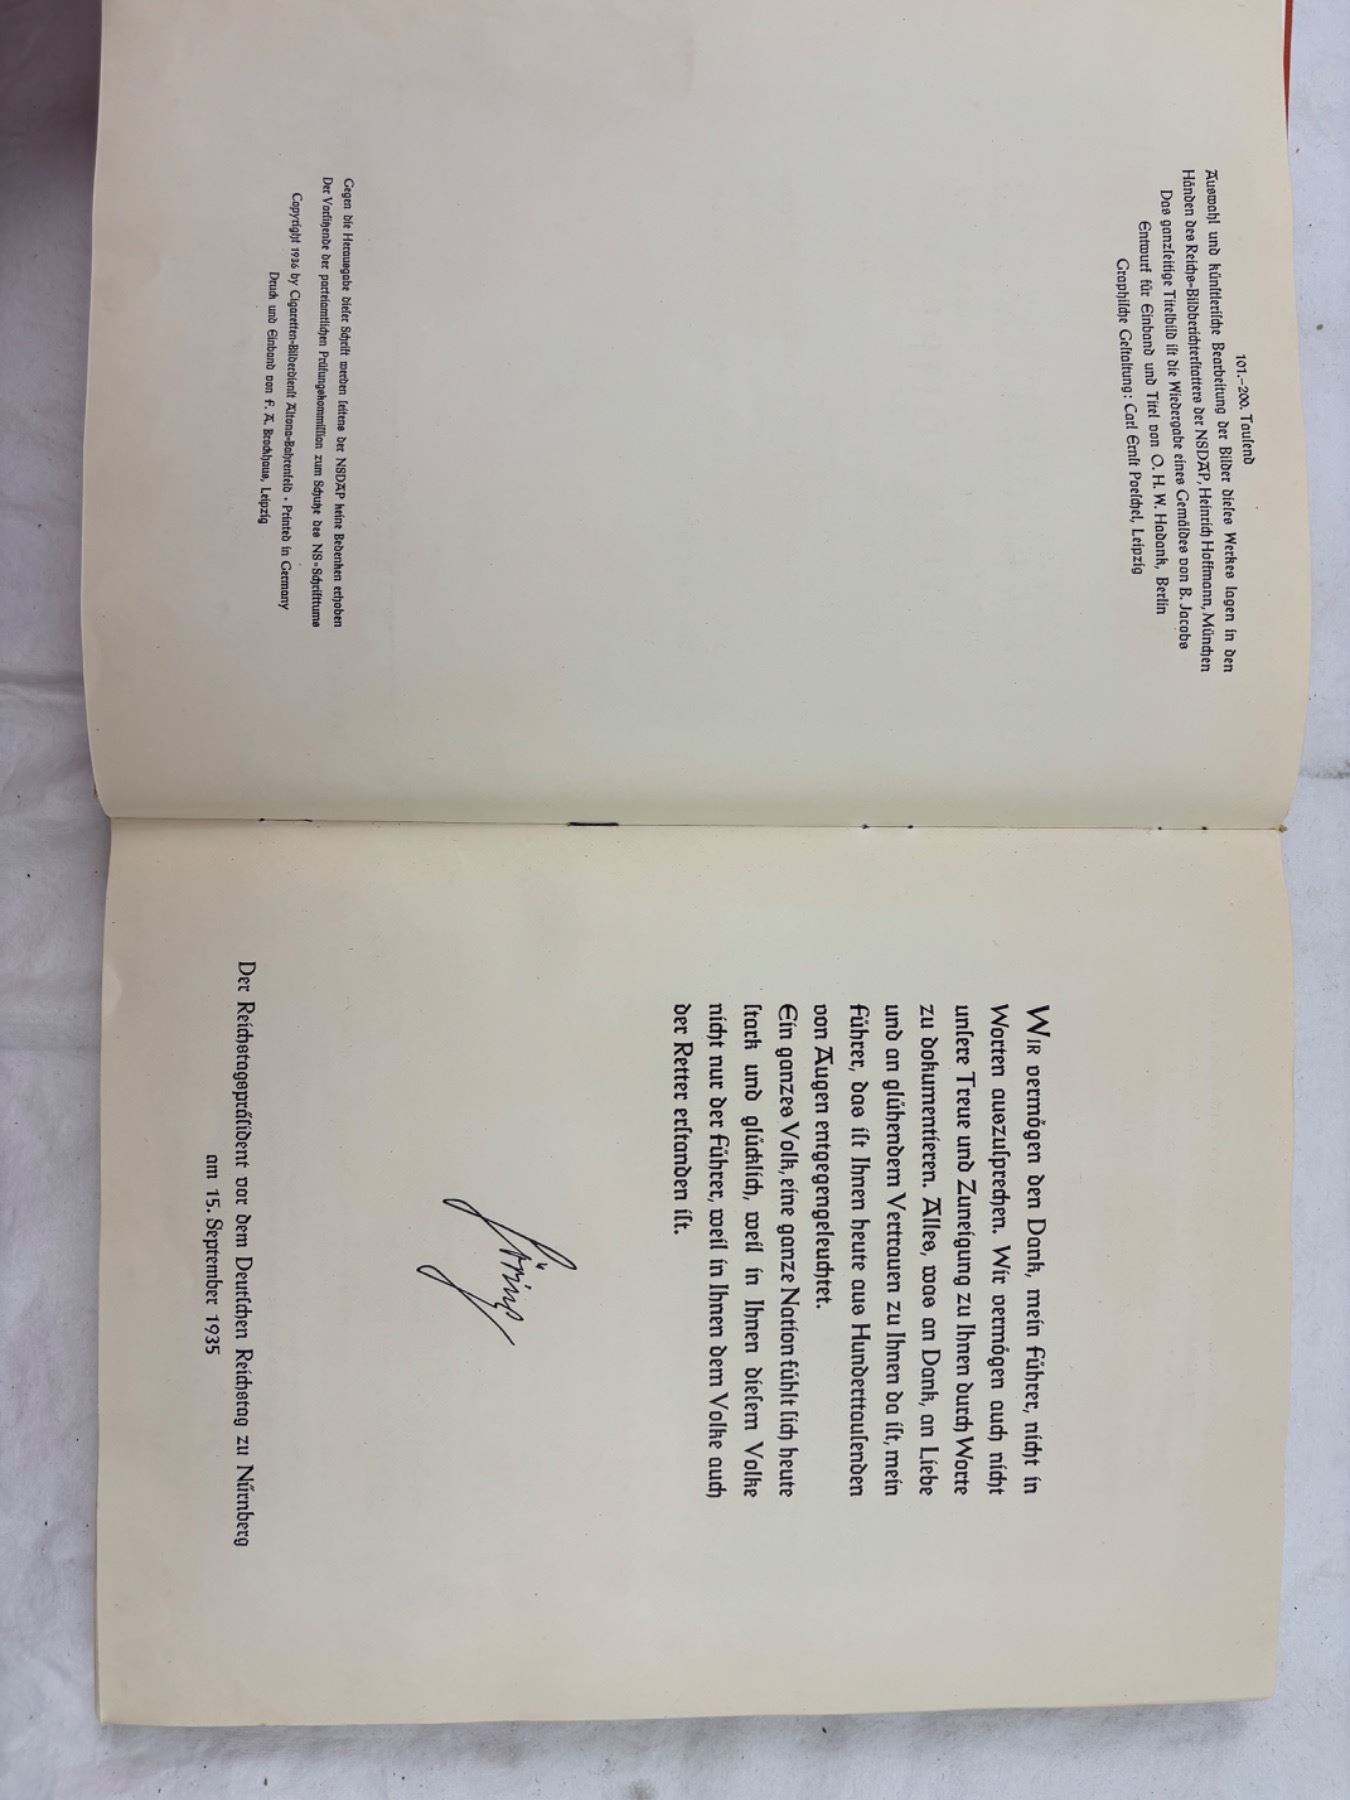 101.–200. Tauſend
Auswahl und künſtleriſche Bearbeitung der Bilder dieſes Werkes lagen in den
Händen des Reichs-Bildberichterſtatters der NSDAP, Heinrich Hoffmann, München
Das ganzſeitige Titelbild iſt die Wiedergabe eines Gemäldes von B. Jacobs
Entwurf für Einband und Titel von O. H. W. Hadank, Berlin
Graphiſche Geſtaltung: Carl Ernſt Poeſchel, Leipzig
Gegen die Herausgabe dieſer Schrift werden ſeitens der NSDAP keine Bedenken erhoben
Der Vorſitzende der parteiamtlichen Prüfungskommiſſion zum Schutze des NS-Schrifttums
Copyright 1936 by Cigaretten-Bilderdienſt Altona-Bahrenfeld · Printed in Germany
Druck und Einband von F. A. Brockhaus, Leipzig
WIR vermögen den Dank, mein Führer, nicht in
Worten auszuſprechen. Wir vermögen auch nicht
unſere Treue und Zuneigung zu Ihnen durch Worte
zu dokumentieren. Alles, was an Dank, an Liebe
und an glühendem Vertrauen zu Ihnen da iſt, mein
Führer, das iſt Ihnen heute aus Hunderttauſenden
von Augen entgegengeleuchtet.
Ein ganzes Volk, eine ganze Nation fühlt ſich heute
ſtark und glücklich, weil in Ihnen dieſem Volke
nicht nur der Führer, weil in Ihnen dem Volke auch
der Retter erſtanden iſt.
Göring
Der Reichstagspräſident vor dem Deutſchen Reichstag zu Nürnberg
am 15. September 1935